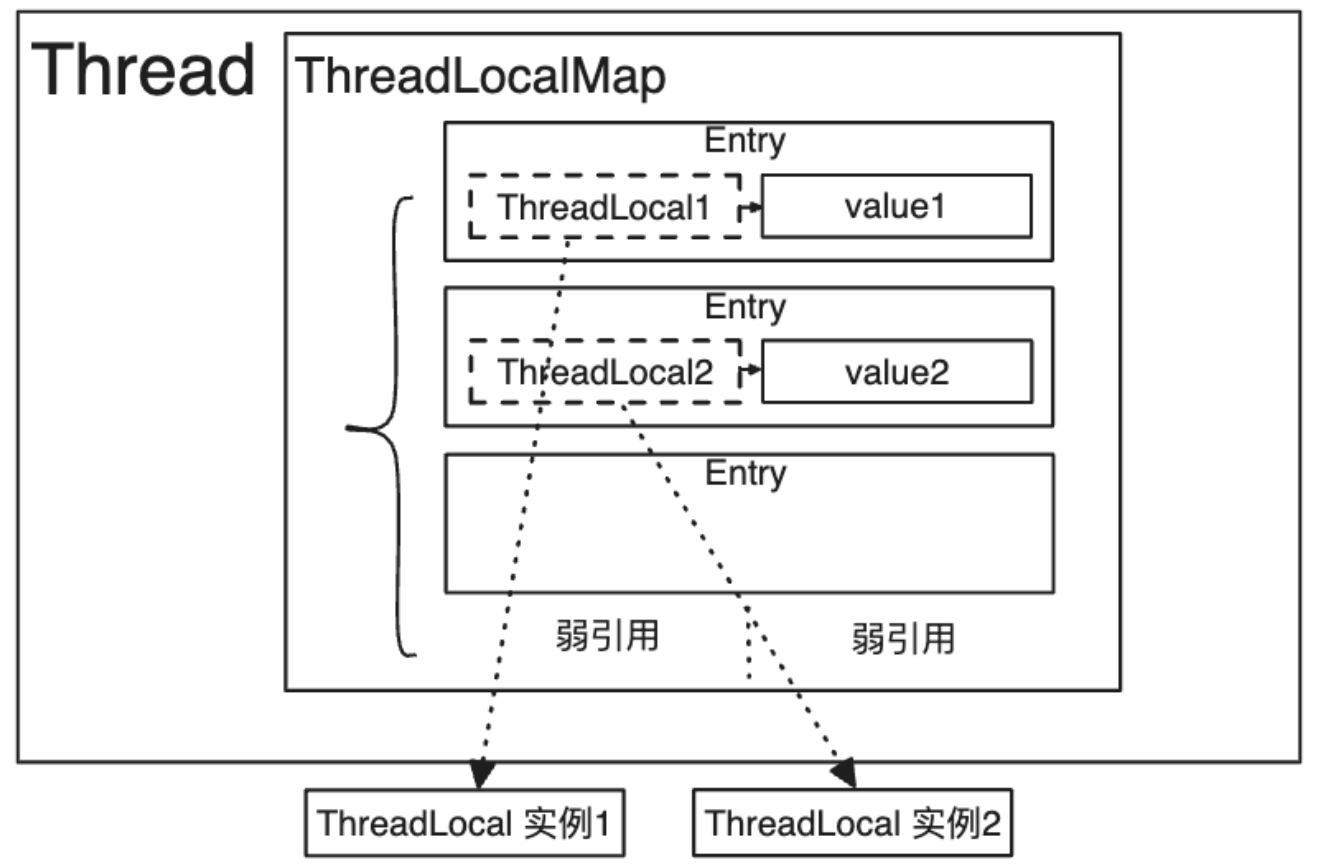 Thread
ThreadLocalMap
Entry
ThreadLocal1
value1
Entry
ThreadLocal2
value2
Entry
弱引用
弱引用
ThreadLocal 实例1
ThreadLocal 实例2